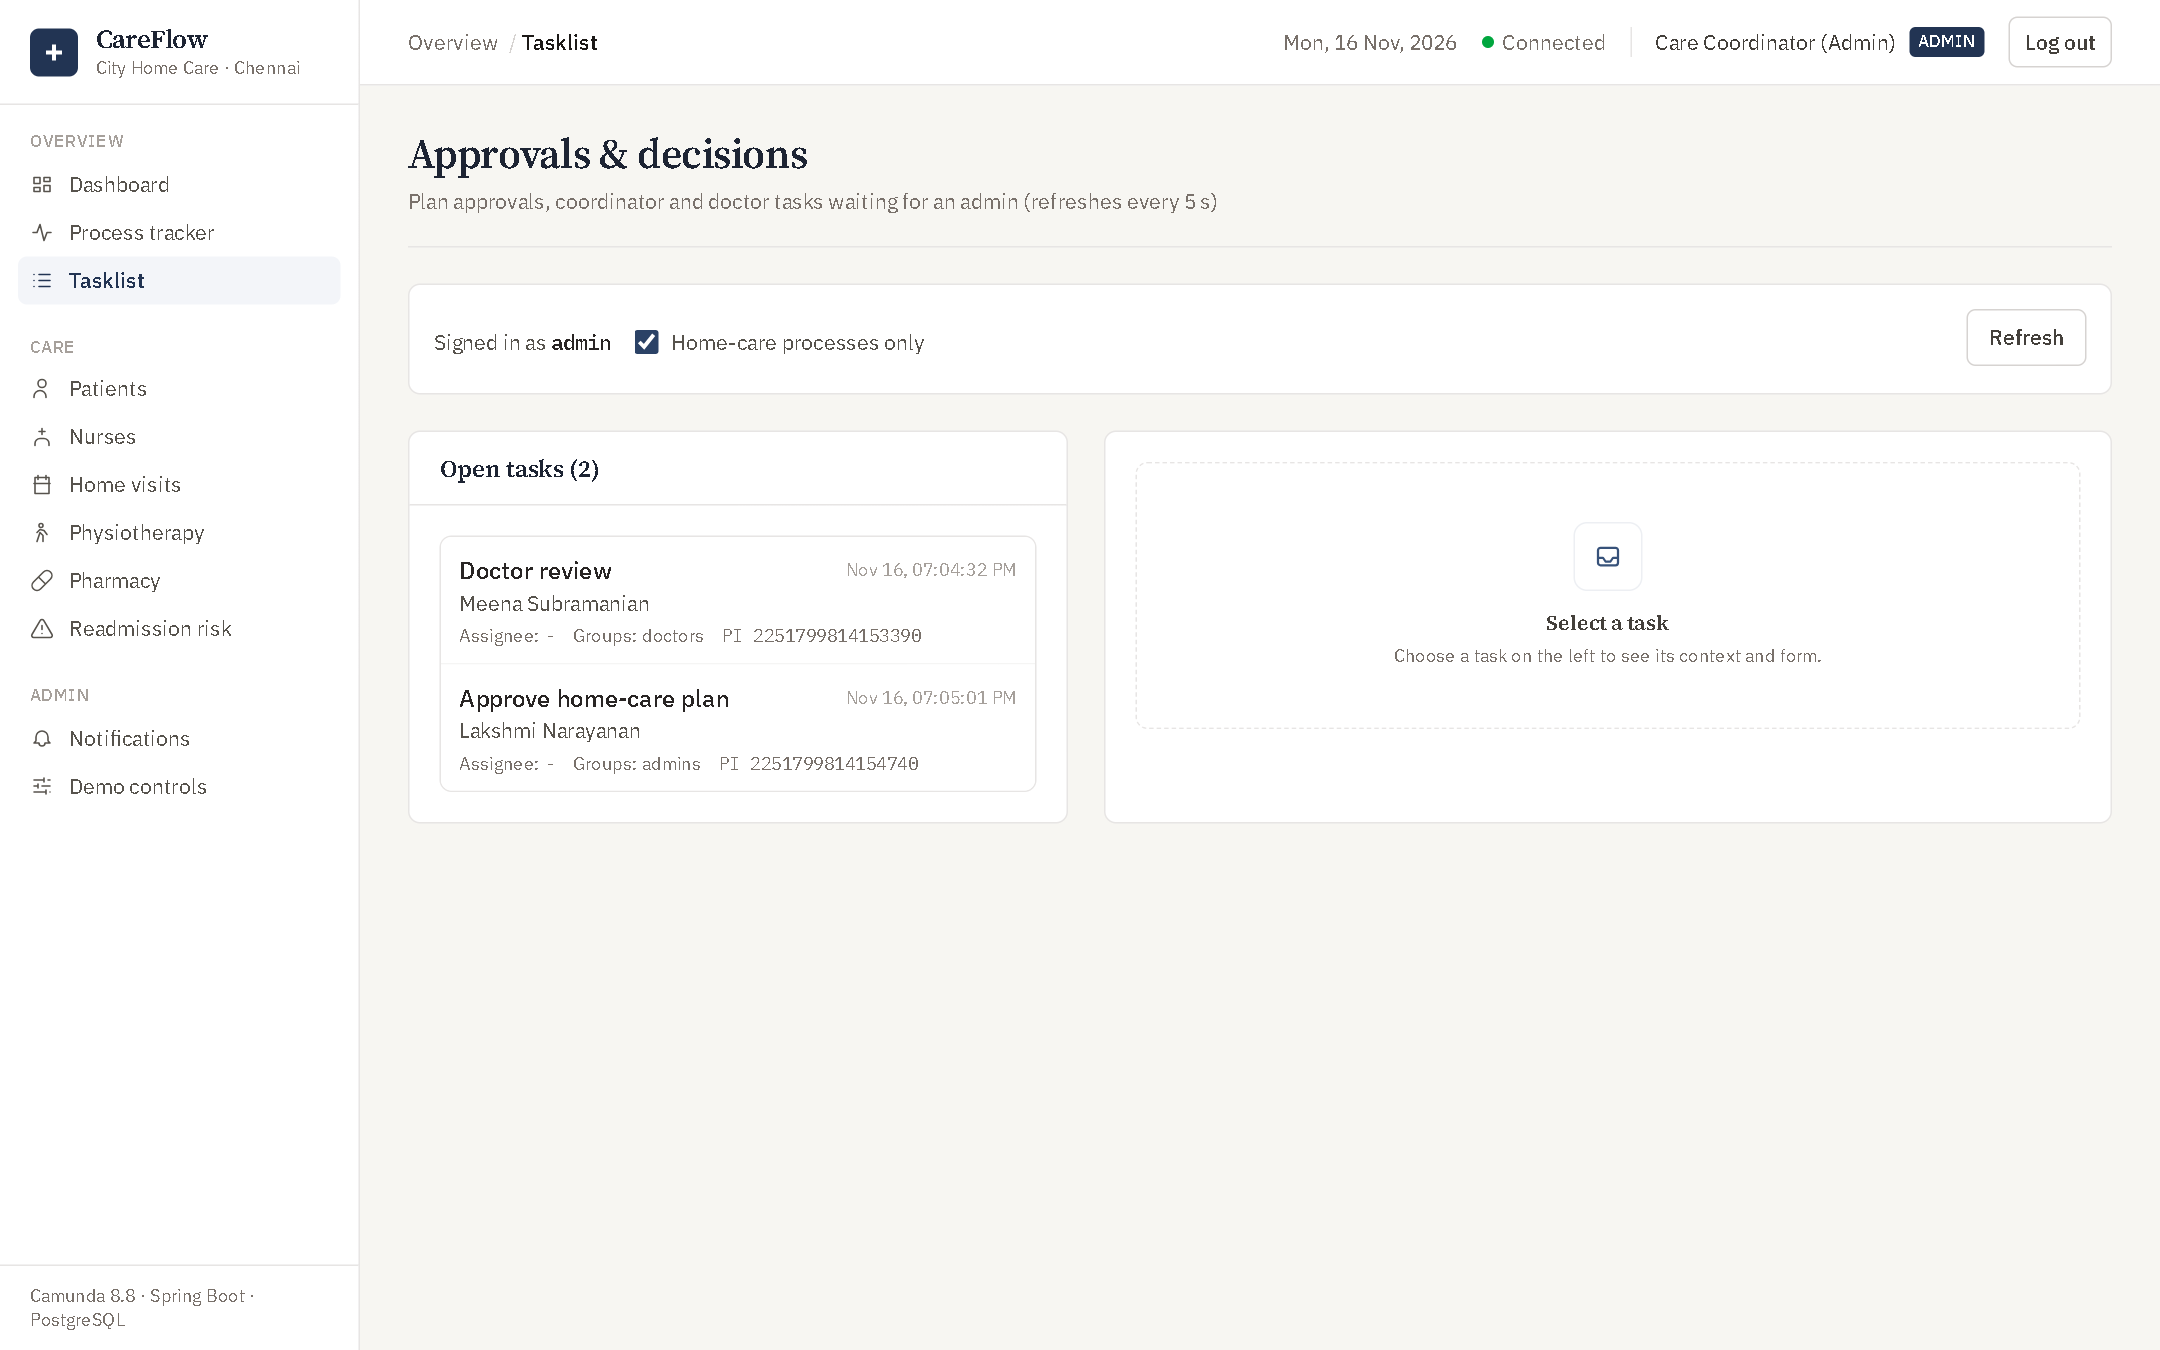 CareFlow
City Home Care · Chennai
OVERVIEW
Dashboard
Process tracker
Tasklist
CARE
Patients
Nurses
Home visits
Physiotherapy
Pharmacy
Readmission risk
ADMIN
Notifications
Demo controls
Camunda 8.8 · Spring Boot ·
PostgreSQL
Overview / Tasklist
Mon, 16 Nov, 2026 Connected Care Coordinator (Admin) ADMIN Log out
Approvals & decisions
Plan approvals, coordinator and doctor tasks waiting for an admin (refreshes every 5 s)
Signed in as admin Home-care processes only Refresh
Open tasks (2)
Doctor review Nov 16, 07:04:32 PM
Meena Subramanian
Assignee: - Groups: doctors PI 2251799814153390
Approve home-care plan Nov 16, 07:05:01 PM
Lakshmi Narayanan
Assignee: - Groups: admins PI 2251799814154740
Select a task
Choose a task on the left to see its context and form.